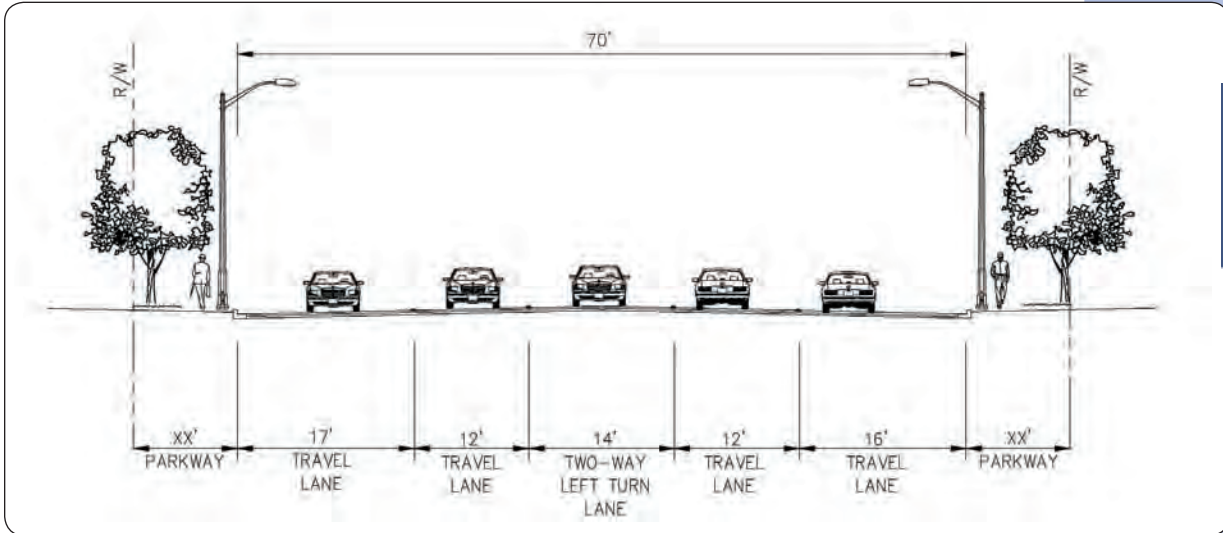 70'
R/W
R/W
XX'
17'
12'
14'
12'
16'
XX'
PARKWAY
TRAVEL
LANE
TRAVEL
LANE
TWO-WAY
LEFT TURN
LANE
TRAVEL
LANE
TRAVEL
LANE
PARKWAY